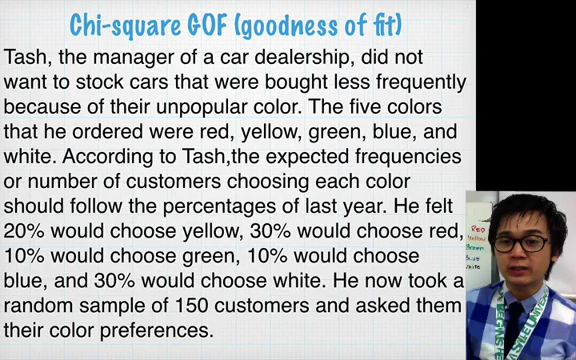 Chi-square GOF (goodness of fit)
Tash, the manager of a car dealership, did not
want to stock cars that were bought less frequently
because of their unpopular color. The five colors
that he ordered were red, yellow, green, blue, and
white. According to Tash,the expected frequencies
or number of customers choosing each color
should follow the percentages of last year. He felt
20% would choose yellow, 30% would choose red,
10% would choose green, 10% would choose
blue, and 30% would choose white. He now took a
random sample of 150 customers and asked them
their color preferences.
RED
Yellow
Green
Blue